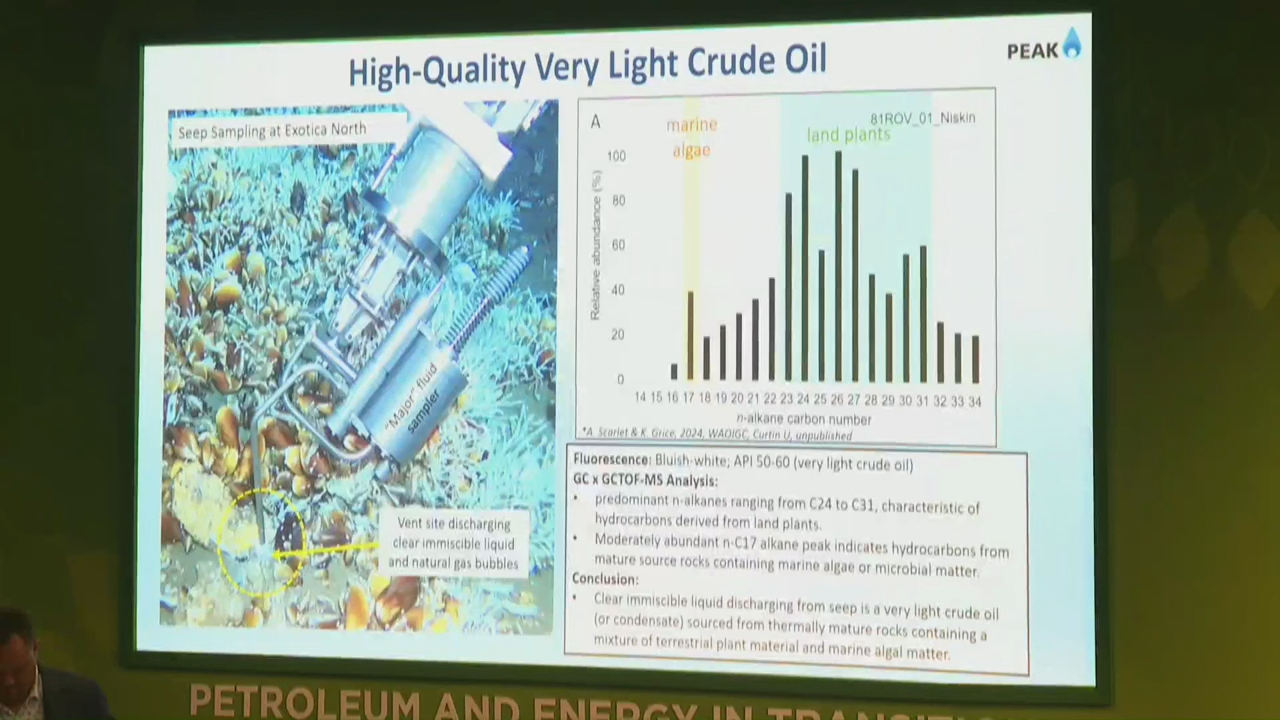 High-Quality Very Light Crude Oil
PEAK
Seep Sampling at Exotica North
"Major" fluid
sampler
Vent site discharging
clear immiscible liquid
and natural gas bubbles
A
marine
algae
81ROV_01_Niskin
land plants
Relative abundance (%)
100
80
60
40
20
0
14 15 16 17 18 19 20 21 22 23 24 25 26 27 28 29 30 31 32 33 34
n-alkane carbon number
*A. Scarlet & K. Grice, 2024, WAOIGC, Curtin U, unpublished
Fluorescence: Bluish-white; API 50-60 (very light crude oil)
GC x GCTOF-MS Analysis:
• predominant n-alkanes ranging from C24 to C31, characteristic of
hydrocarbons derived from land plants.
• Moderately abundant n-C17 alkane peak indicates hydrocarbons from
mature source rocks containing marine algae or microbial matter.
Conclusion:
• Clear immiscible liquid discharging from seep is a very light crude oil
(or condensate) sourced from thermally mature rocks containing a
mixture of terrestrial plant material and marine algal matter.
PETROLEUM AND ENERGY IN TRANSITIO